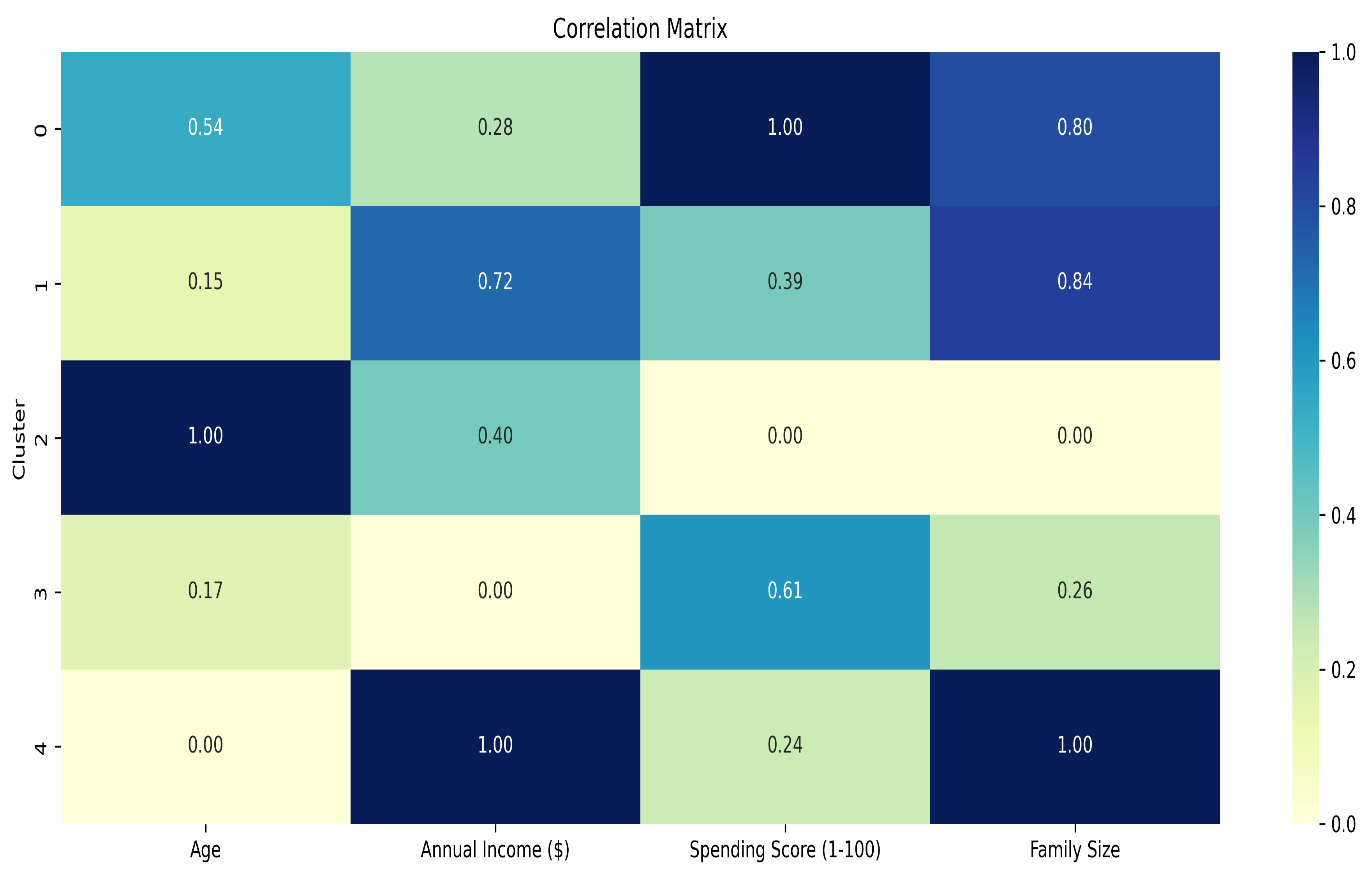 Correlation Matrix
Cluster
0 0.54 0.28 1.00 0.80
1 0.15 0.72 0.39 0.84
2 1.00 0.40 0.00 0.00
3 0.17 0.00 0.61 0.26
4 0.00 1.00 0.24 1.00
Age Annual Income ($) Spending Score (1-100) Family Size
1.0
0.8
0.6
0.4
0.2
0.0